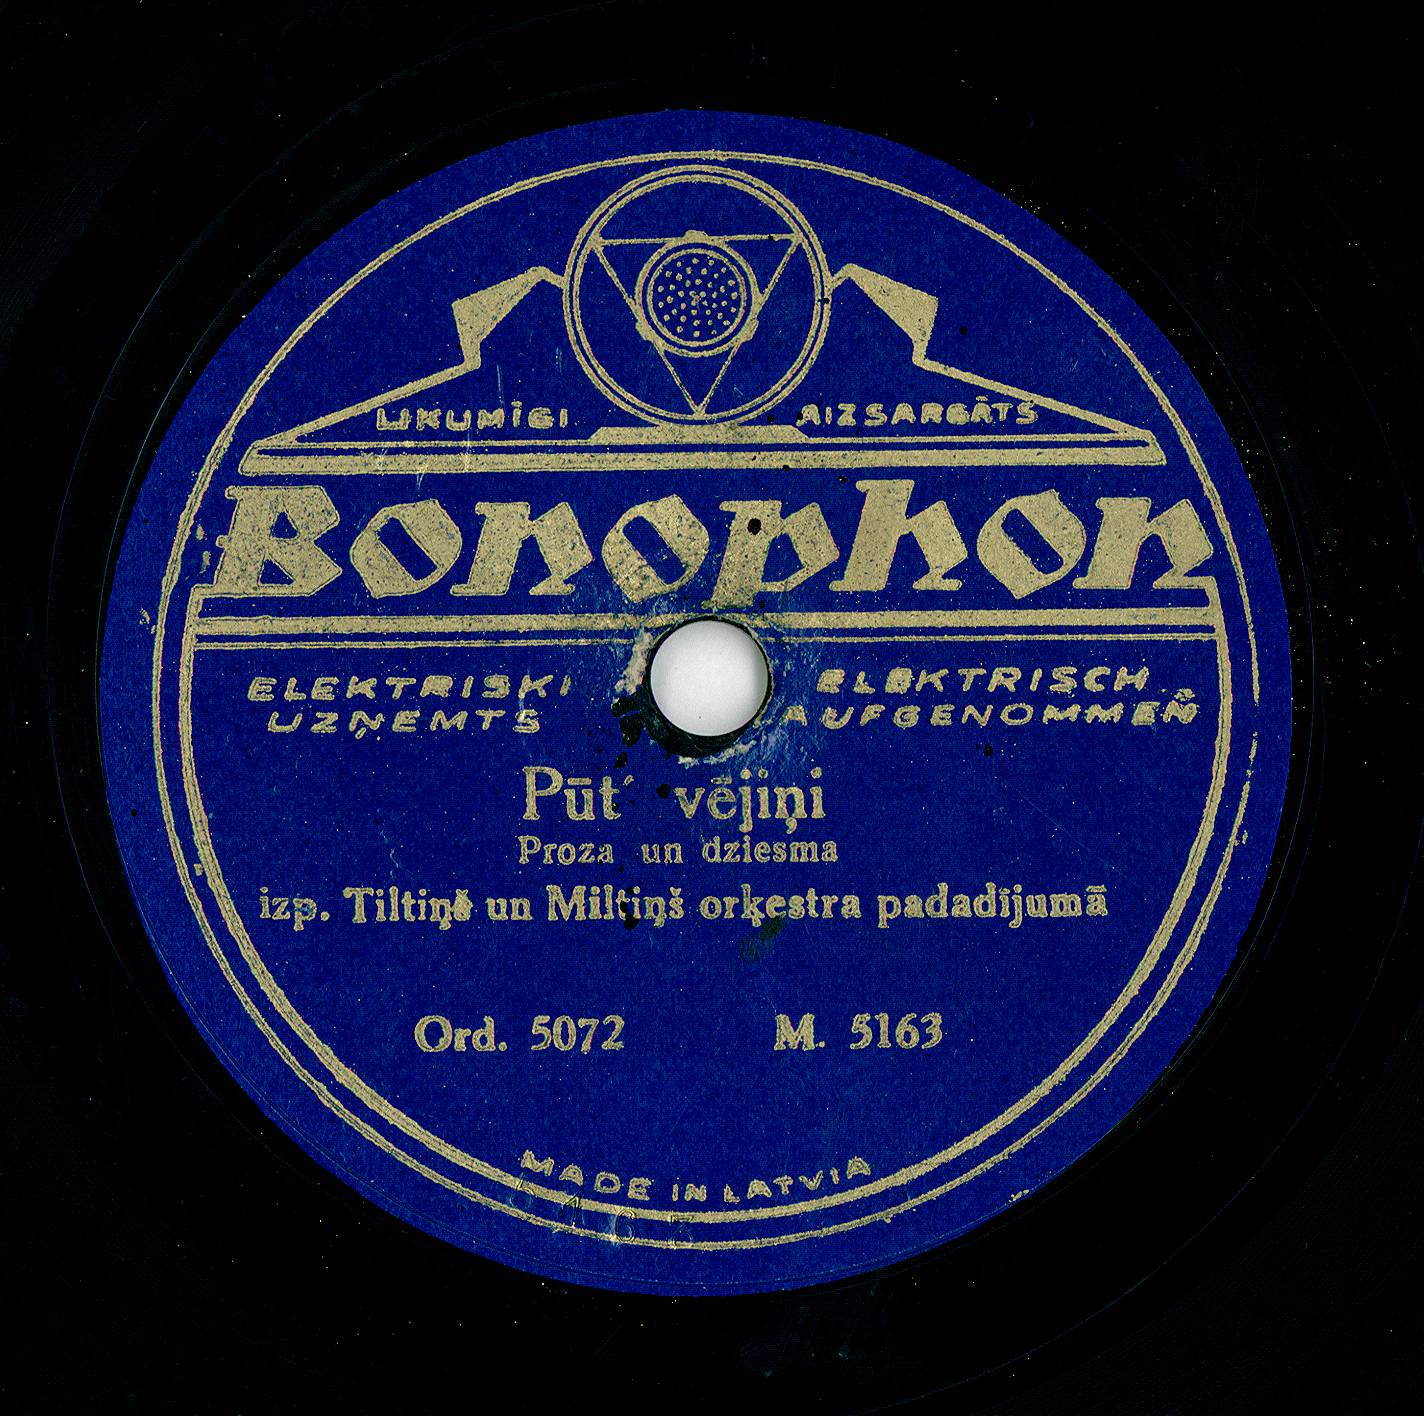 LIKUMĪGI AIZSARGĀTS
Bonophon
ELEKTRISKI ELEKTRISCH
UZŅEMTS AUFGENOMMEN
Pūt' vējiņi
Proza un dziesma
izp. Tiltiņš un Miltiņš orķestra padadījumā
Ord. 5072 M. 5163
MADE IN LATVIA
5163